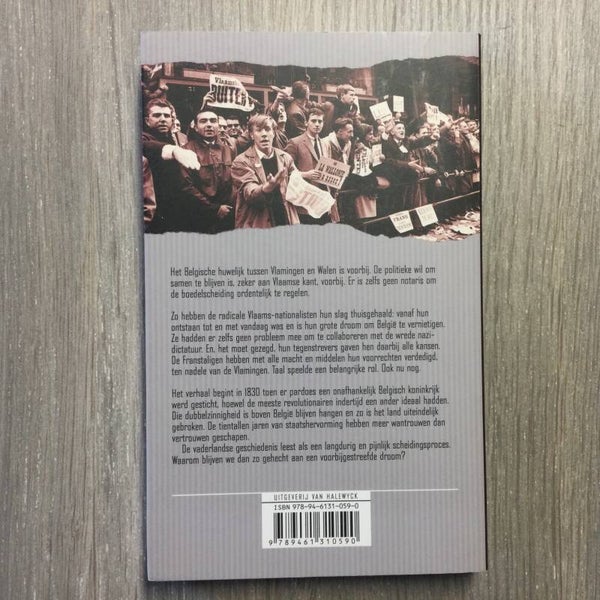 Vlaams
BUITEN
LA WALLONIE
Het Belgische huwelijk tussen Vlamingen en Walen is voorbij. De politieke wil om
samen te blijven is, zeker aan Vlaamse kant, voorbij. Er is zelfs geen notaris om
de boedelscheiding ordentelijk te regelen.
Zo hebben de radicale Vlaams-nationalisten hun slag thuisgehaald: vanaf hun
ontstaan tot en met vandaag was en is hun grote droom om België te vernietigen.
Ze hadden er zelfs geen probleem mee om te collaboreren met de wrede nazi-
dictatuur. En, het moet gezegd, hun tegenstrevers gaven hen daarbij alle kansen.
De Franstaligen hebben met alle macht en middelen hun voorrechten verdedigd,
ten nadele van de Vlamingen. Taal speelde een belangrijke rol. Ook nu nog.
Het verhaal begint in 1830 toen er pardoes een onafhankelijk Belgisch koninkrijk
werd gesticht, hoewel de meeste revolutionairen indertijd een ander ideaal hadden.
Die dubbelzinnigheid is boven België blijven hangen en zo is het land uiteindelijk
gebroken. De tientallen jaren van staatshervorming hebben meer wantrouwen dan
vertrouwen geschapen.
De vaderlandse geschiedenis leest als een langdurig en pijnlijk scheidingsproces.
Waarom blijven we dan zo gehecht aan een voorbijgestreefde droom?
UITGEVERIJ VAN HALEWYCK
ISBN 978-94-6131-059-0
9 789461 310590